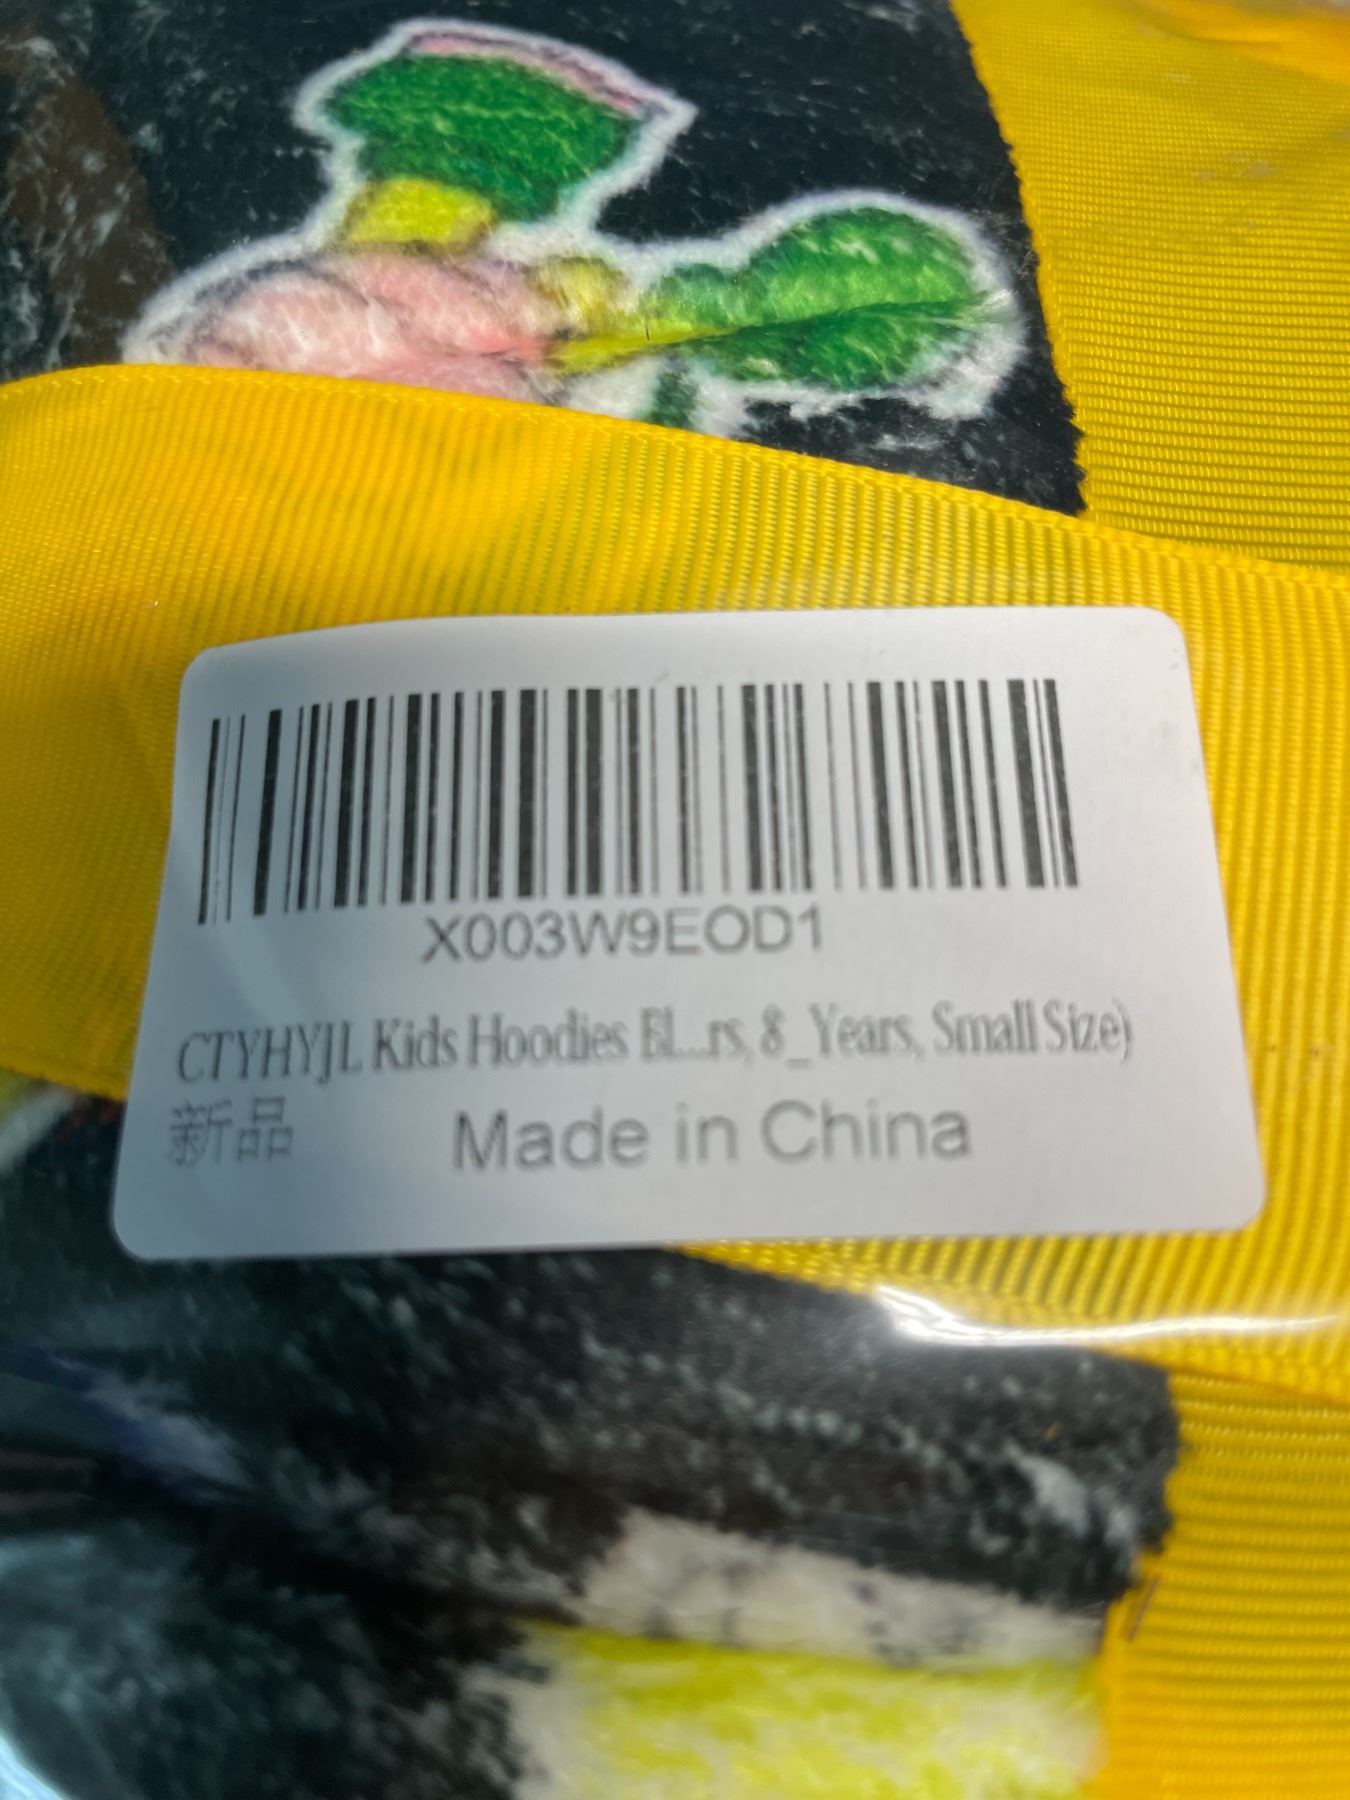 X003W9EOD1
CTYHYJL Kids Hoodies Bl...rs, 8_Years, Small Size)
新品 Made in China